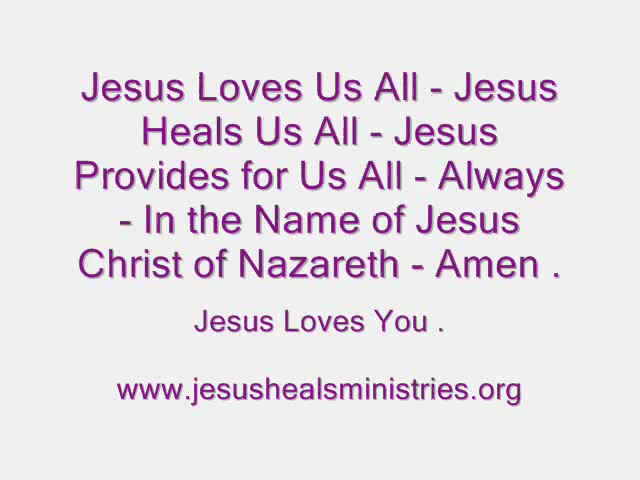 Jesus Loves Us All - Jesus
Heals Us All - Jesus
Provides for Us All - Always
- In the Name of Jesus
Christ of Nazareth - Amen .
Jesus Loves You .
www.jesushealsministries.org